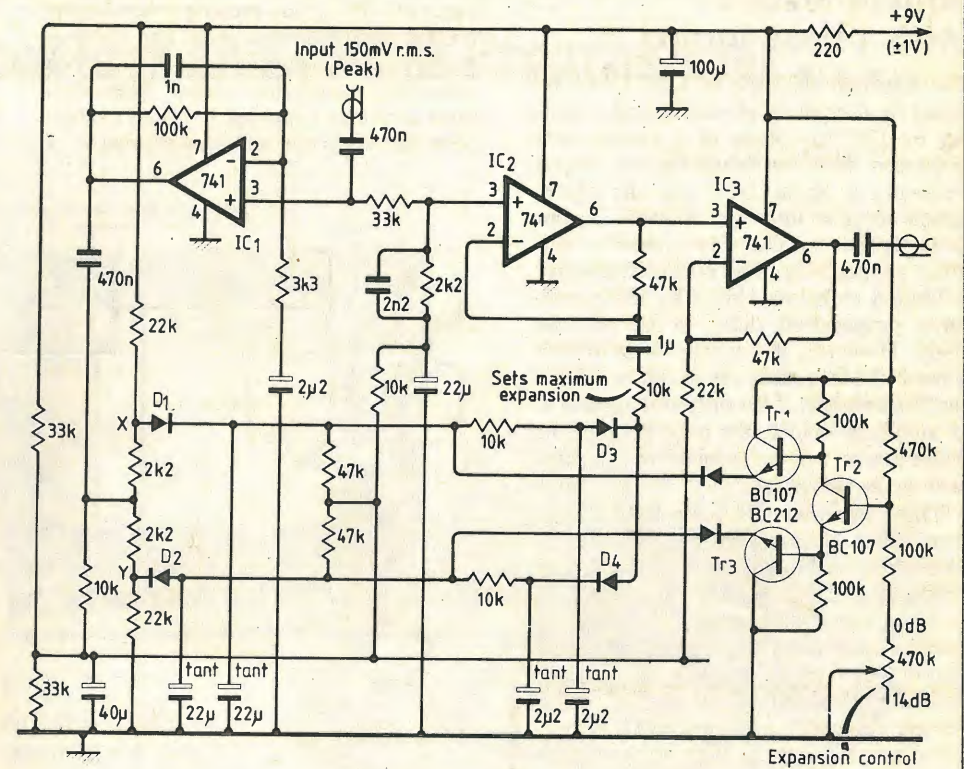 +9V
(±1V)
220
Input 150mV r.m.s.
(Peak)
100µ
1n
100k
470n
IC2
IC3
7
2
6
741
3
4
IC1
33k
3
7
741
6
2
4
3
7
741
6
2
4
470n
470n
3k3
2n2
2k2
47k
22k
1µ
47k
2µ2
10k
22µ
Sets maximum
expansion
10k
22k
33k
X
D1
10k
D3
Tr1
100k
470k
2k2
47k
BC107
Tr2
BC212
2k2
47k
BC107
Y
D2
D4
Tr3
100k
10k
10k
100k
22k
0dB
33k
40µ
tant
22µ
tant
22µ
tant
2µ2
tant
2µ2
470k
14dB
Expansion control